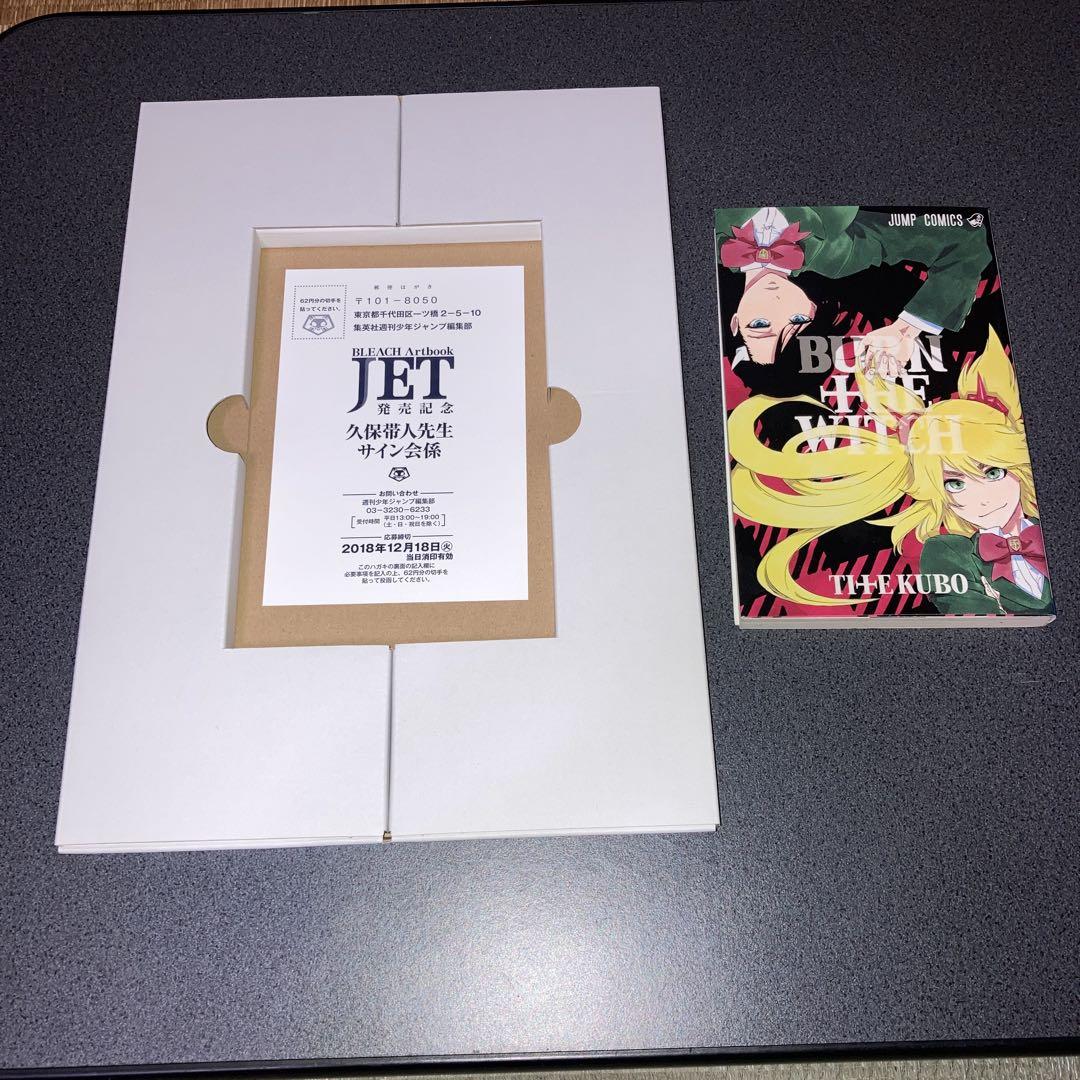 郵便はがき
62円分の切手を
貼ってください。
〒101-8050
東京都千代田区一ツ橋2-5-10
集英社週刊少年ジャンプ編集部
BLEACH Artbook
JET
発売記念
久保帯人先生
サイン会係
お問い合わせ
週刊少年ジャンプ編集部
03-3230-6233
受付時間 平日13:00〜19:00
(土・日・祝日を除く)
応募締切
2018年12月18日㊋
当日消印有効
このハガキの裏面の記入欄に
必要事項を記入の上、62円分の切手を
貼って投函してください。
JUMP COMICS
BURN
THE
WITCH
TITE KUBO